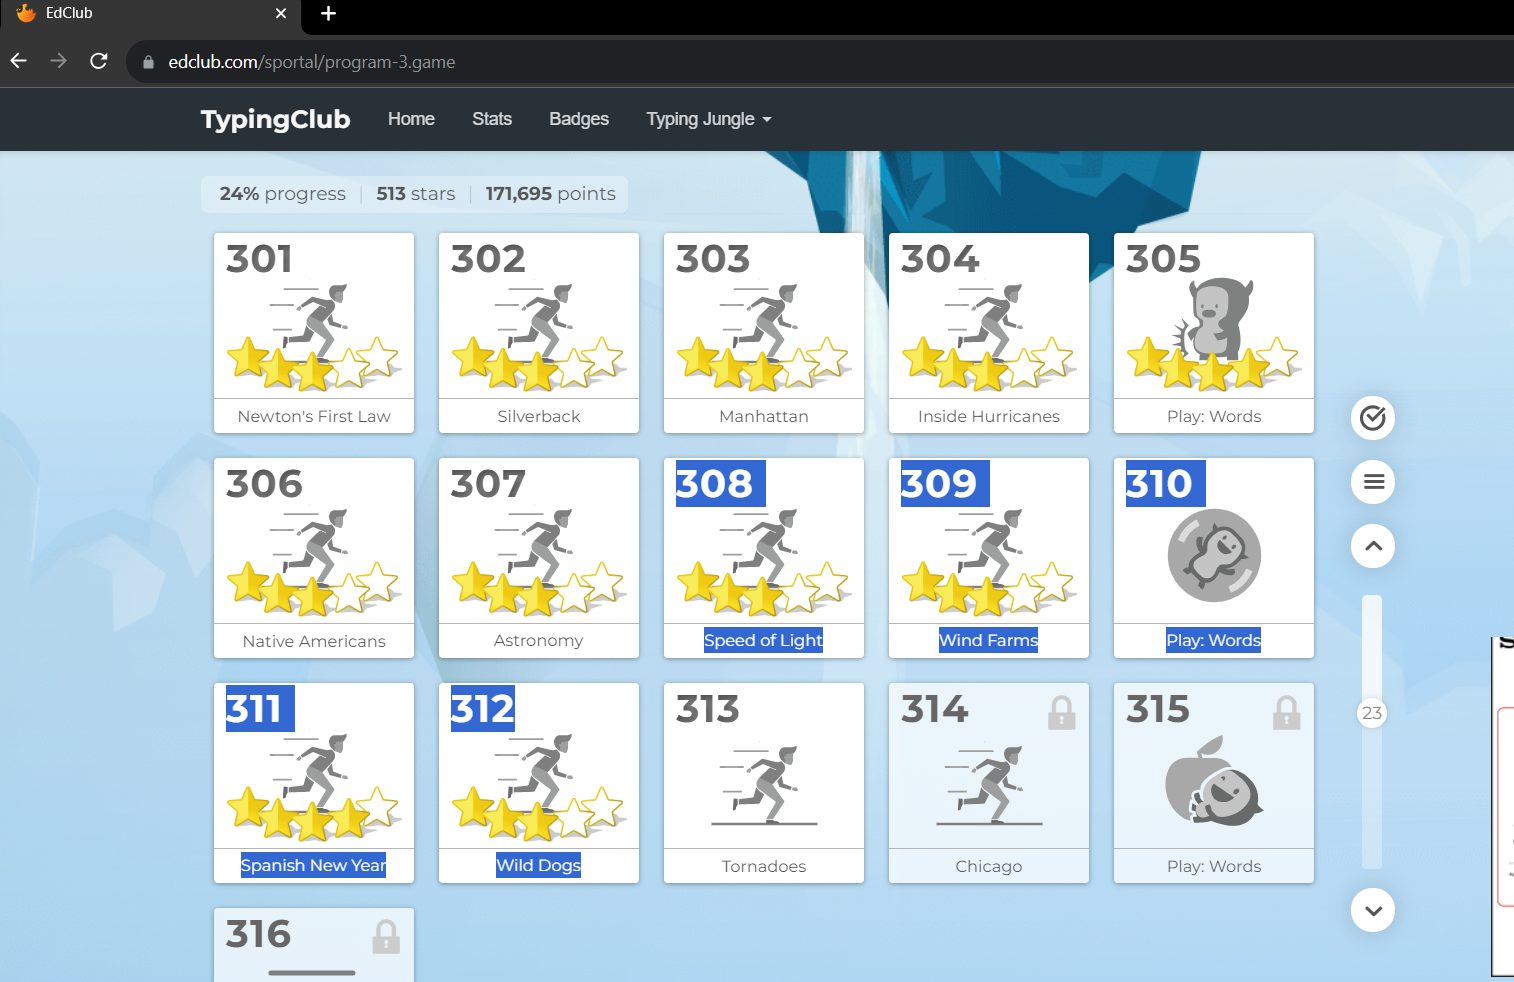 EdClub
edclub.com/sportal/program-3.game
TypingClub Home Stats Badges Typing Jungle
24% progress | 513 stars | 171,695 points
301 302 303 304 305
Newton's First Law Silverback Manhattan Inside Hurricanes Play: Words
306 307 308 309 310
Native Americans Astronomy Speed of Light Wind Farms Play: Words
311 312 313 314 315
Spanish New Year Wild Dogs Tornadoes Chicago Play: Words
23
316